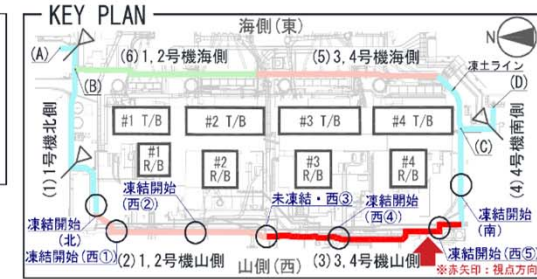 KEY PLAN
海側(東)
N
(A)
(6)1,2号機海側
(5)3,4号機海側
凍土ライン
(D)
(B)
#1 T/B
#2 T/B
#3 T/B
#4 T/B
(C)
(1)1号機北側
(4)4号機南側
#1
R/B
#2
R/B
#3
R/B
#4
R/B
凍結開始
(西②)
未凍結・西③
凍結開始
(西④)
凍結開始
(南)
凍結開始
(北)
凍結開始(西①)
(2)1,2号機山側
山側(西)
(3)3,4号機山側
凍結開始(西⑤)
※赤矢印:視点方向